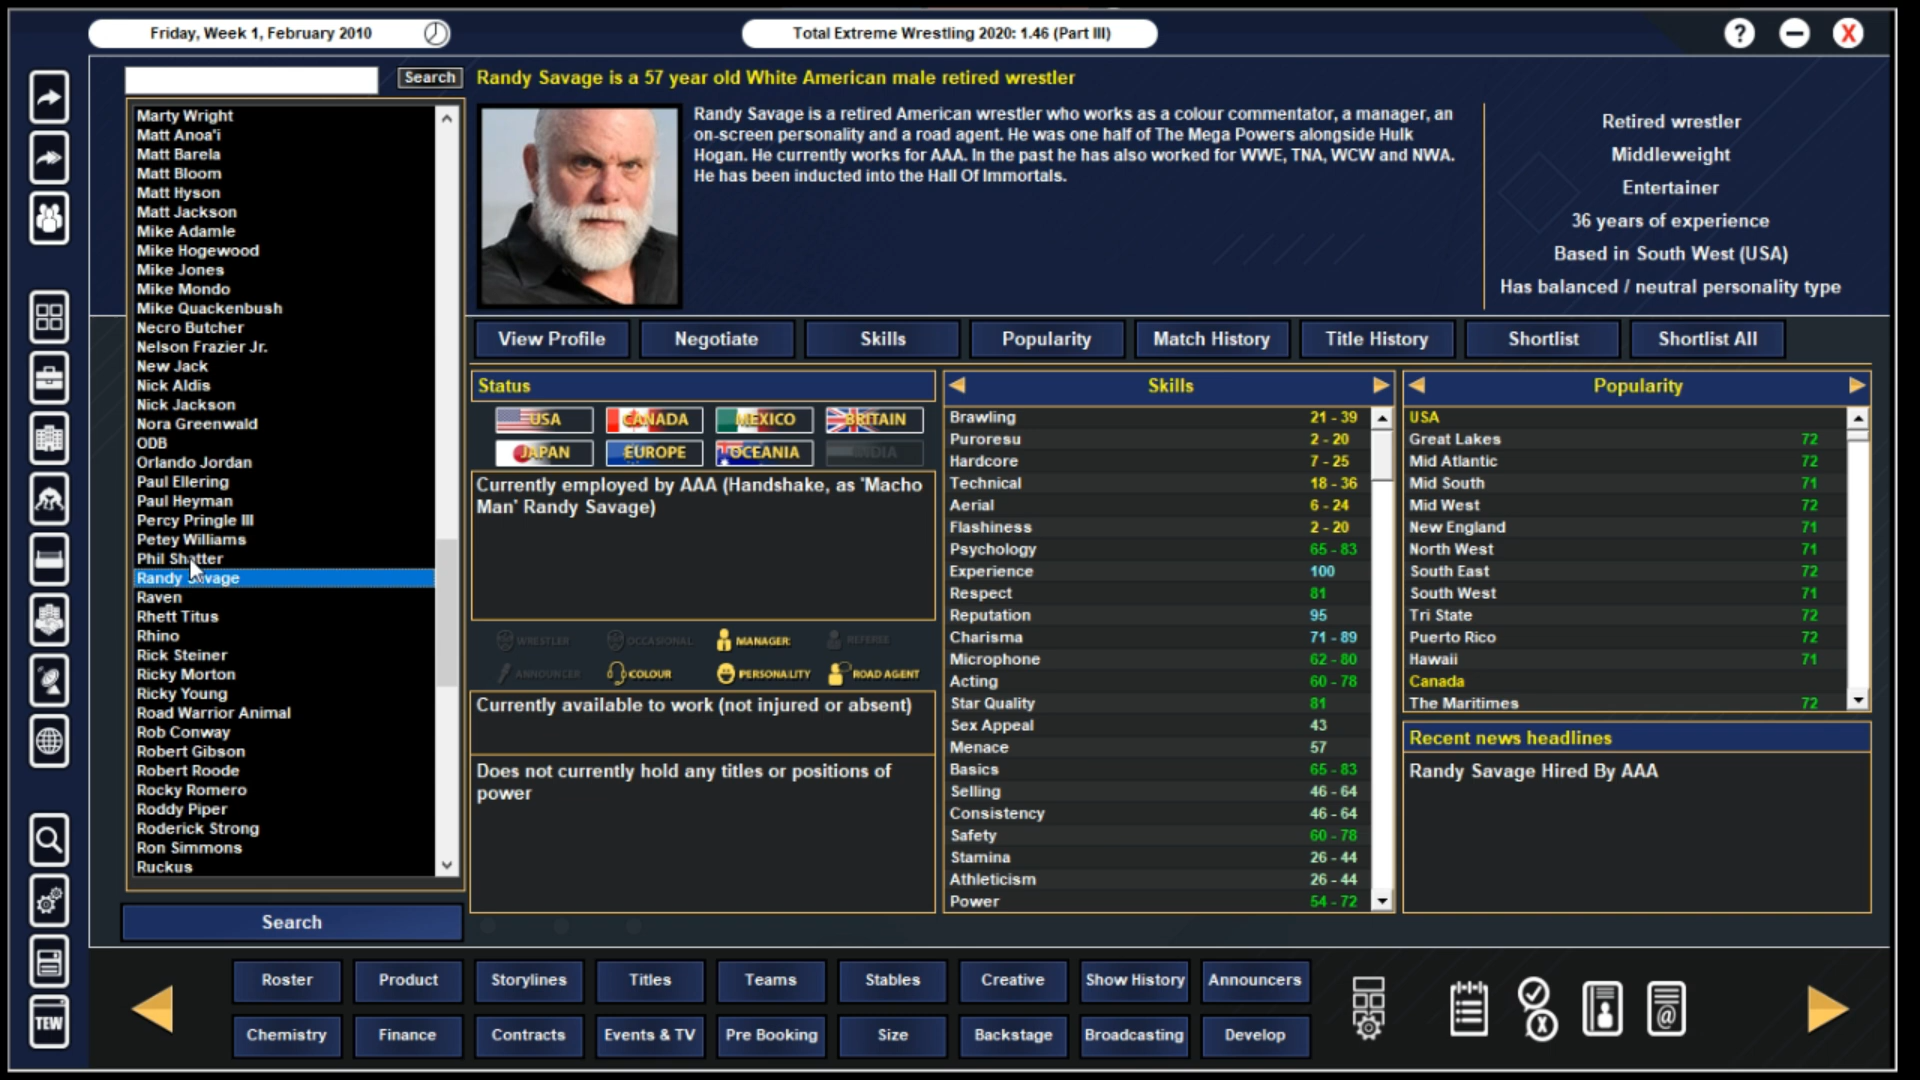 Friday, Week 1, February 2010
Total Extreme Wrestling 2020: 1.46 (Part III)
?
X
Search
Randy Savage is a 57 year old White American male retired wrestler
Marty Wright
Matt Anoa'i
Matt Barela
Matt Bloom
Matt Hyson
Matt Jackson
Mike Adamle
Mike Hogewood
Mike Jones
Mike Mondo
Mike Quackenbush
Necro Butcher
Nelson Frazier Jr.
New Jack
Nick Aldis
Nick Jackson
Nora Greenwald
ODB
Orlando Jordan
Paul Ellering
Paul Heyman
Percy Pringle III
Petey Williams
Phil Shatter
Randy Savage
Raven
Rhett Titus
Rhino
Rick Steiner
Ricky Morton
Ricky Young
Road Warrior Animal
Rob Conway
Robert Gibson
Robert Roode
Rocky Romero
Roddy Piper
Roderick Strong
Ron Simmons
Ruckus
Search
Randy Savage is a retired American wrestler who works as a colour commentator, a manager, an
on-screen personality and a road agent. He was one half of The Mega Powers alongside Hulk
Hogan. He currently works for AAA. In the past he has also worked for WWE, TNA, WCW and NWA.
He has been inducted into the Hall Of Immortals.
Retired wrestler
Middleweight
Entertainer
36 years of experience
Based in South West (USA)
Has balanced / neutral personality type
View Profile
Negotiate
Skills
Popularity
Match History
Title History
Shortlist
Shortlist All
Status
USA
CANADA
MEXICO
BRITAIN
JAPAN
EUROPE
OCEANIA
INDIA
Currently employed by AAA (Handshake, as 'Macho
Man' Randy Savage)
WRESTLER
OCCASIONAL
MANAGER
REFEREE
ANNOUNCER
COLOUR
PERSONALITY
ROAD AGENT
Currently available to work (not injured or absent)
Does not currently hold any titles or positions of
power
Skills
Brawling 21 - 39
Puroresu 2 - 20
Hardcore 7 - 25
Technical 18 - 36
Aerial 6 - 24
Flashiness 2 - 20
Psychology 65 - 83
Experience 100
Respect 81
Reputation 95
Charisma 71 - 89
Microphone 62 - 80
Acting 60 - 78
Star Quality 81
Sex Appeal 43
Menace 57
Basics 65 - 83
Selling 46 - 64
Consistency 46 - 64
Safety 60 - 78
Stamina 26 - 44
Athleticism 26 - 44
Power 54 - 72
Popularity
USA
Great Lakes 72
Mid Atlantic 72
Mid South 71
Mid West 72
New England 71
North West 71
South East 72
South West 71
Tri State 72
Puerto Rico 72
Hawaii 71
Canada
The Maritimes 72
Recent news headlines
Randy Savage Hired By AAA
TEW
Roster
Product
Storylines
Titles
Teams
Stables
Creative
Show History
Announcers
Chemistry
Finance
Contracts
Events & TV
Pre Booking
Size
Backstage
Broadcasting
Develop